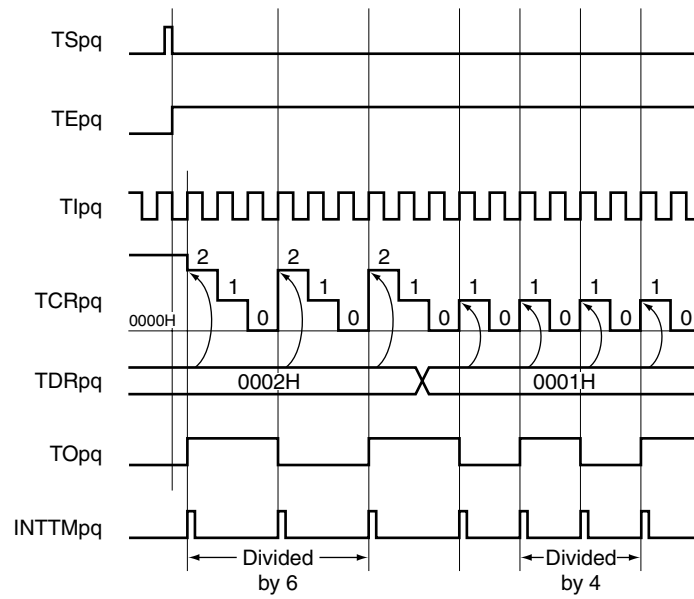 TSpq
TEpq
TIpq
2 2 2
1 1 1 1 1 1 1
TCRpq
0 0 0 0 0 0 0
0000H
TDRpq
0002H 0001H
TOpq
INTTMpq
Divided by 6
Divided by 4